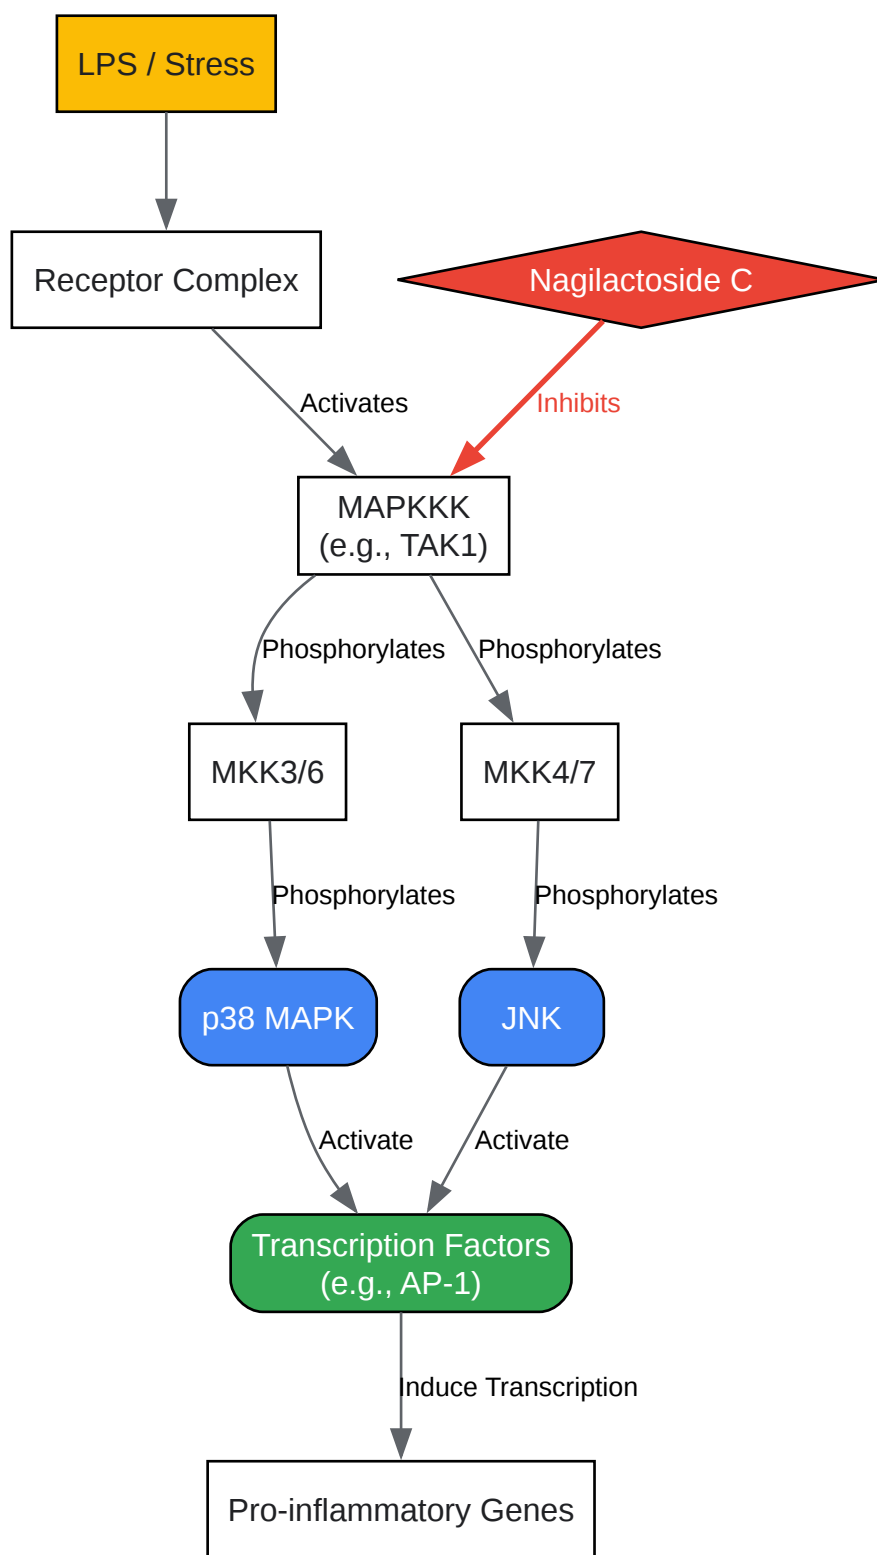 LPS / Stress
Receptor Complex
Nagilactoside C
Activates
Inhibits
MAPKKK
(e.g., TAK1)
Phosphorylates
Phosphorylates
MKK3/6
MKK4/7
Phosphorylates
Phosphorylates
p38 MAPK
JNK
Activate
Activate
Transcription Factors
(e.g., AP-1)
Induce Transcription
Pro-inflammatory Genes